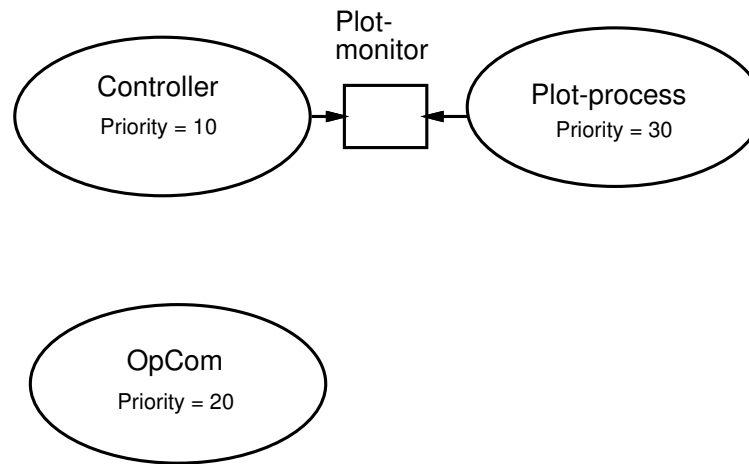 Plot-
monitor
Controller
Priority = 10
Plot-process
Priority = 30
OpCom
Priority = 20